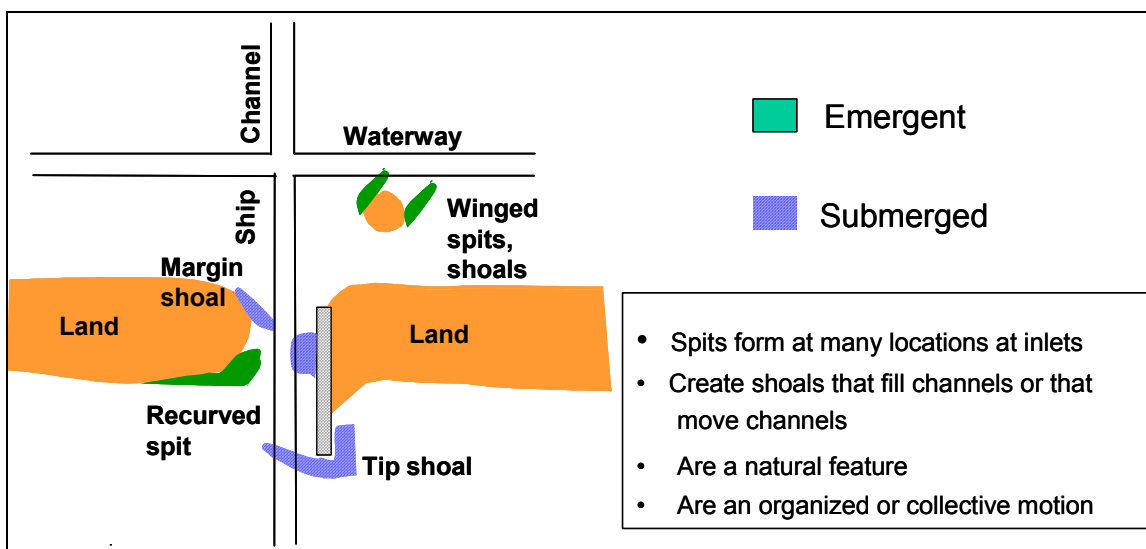 Channel
Waterway
Ship
Winged
spits,
shoals
Margin
shoal
Land
Land
Recurved
spit
Tip shoal
Emergent
Submerged
• Spits form at many locations at inlets
• Create shoals that fill channels or that
move channels
• Are a natural feature
• Are an organized or collective motion